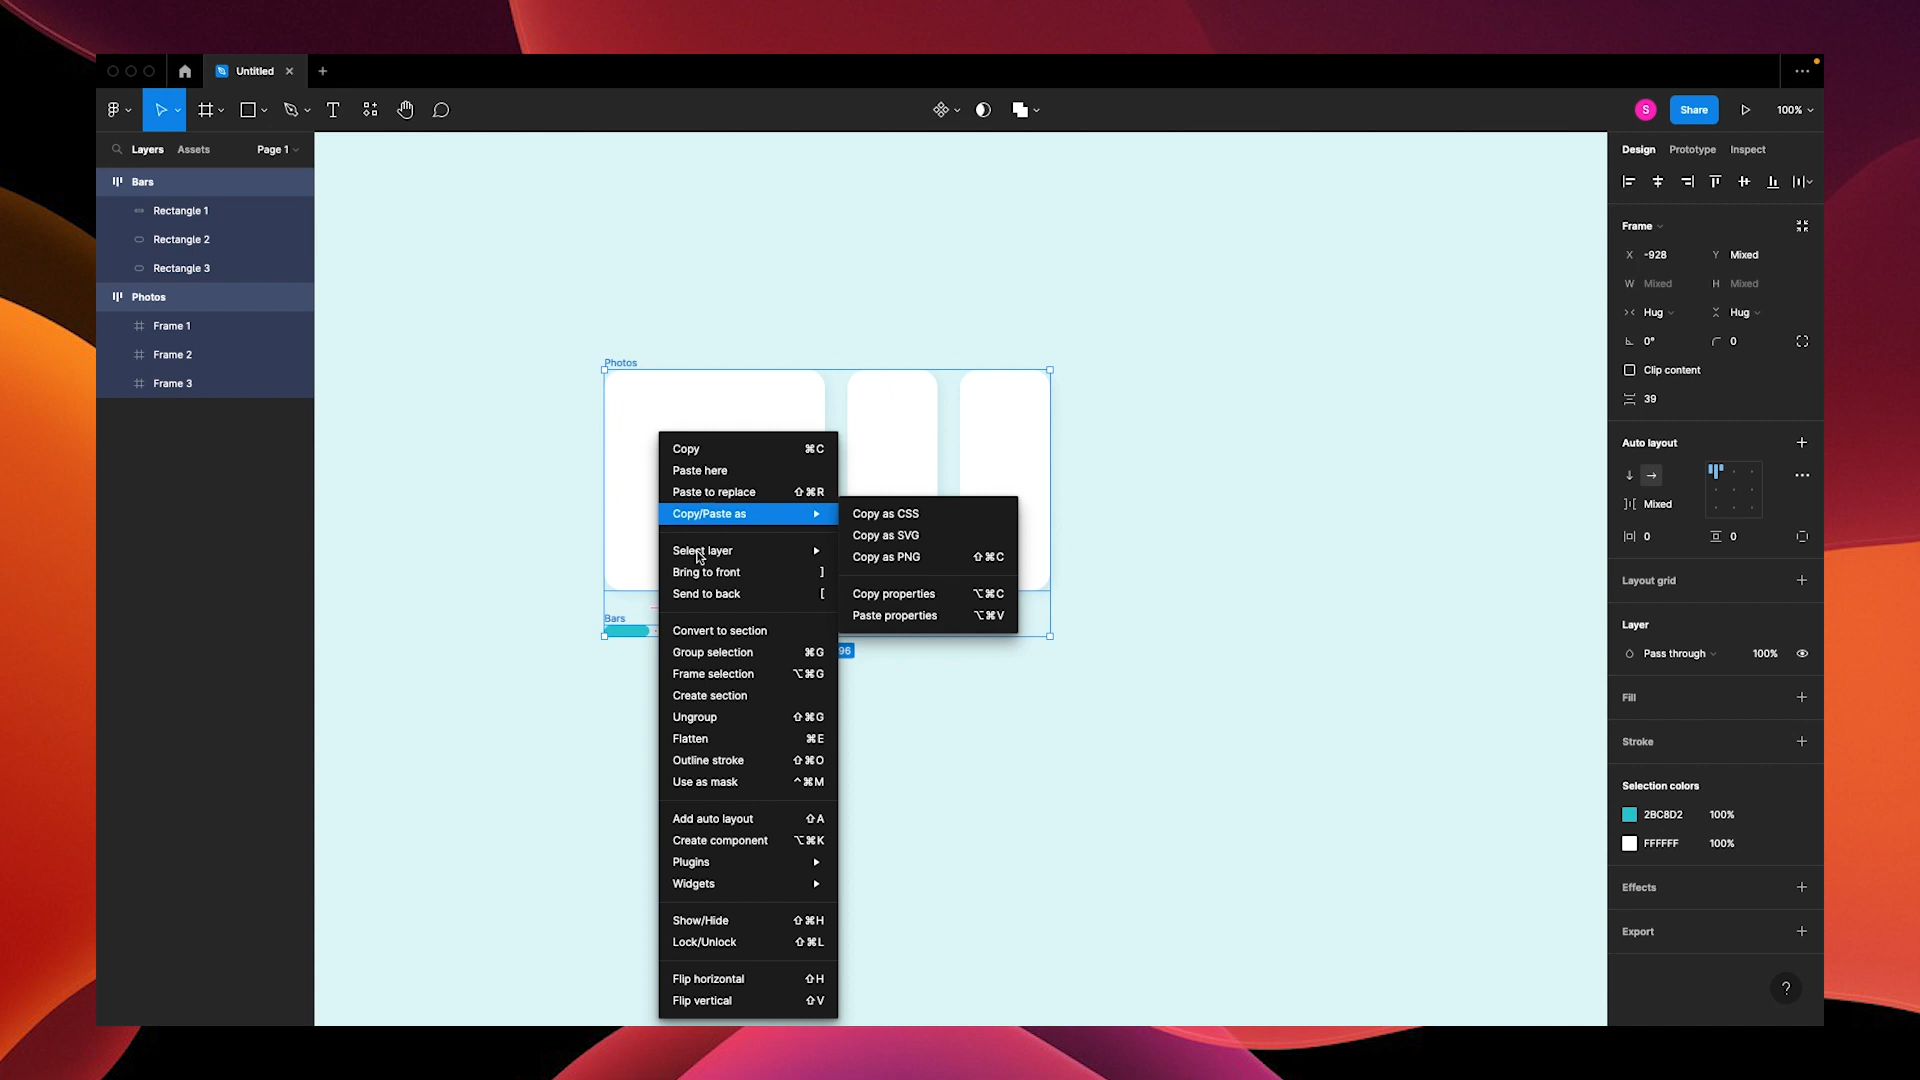 Untitled
S
Share
100%
Layers Assets Page 1
Bars
Rectangle 1
Rectangle 2
Rectangle 3
Photos
Frame 1
Frame 2
Frame 3
Photos
Bars
96
Copy ⌘C
Paste here
Paste to replace ⇧⌘R
Copy/Paste as
Select layer
Bring to front ]
Send to back [
Convert to section
Group selection ⌘G
Frame selection ⌥⌘G
Create section
Ungroup ⇧⌘G
Flatten ⌘E
Outline stroke ⇧⌘O
Use as mask ^⌘M
Add auto layout ⇧A
Create component ⌥⌘K
Plugins
Widgets
Show/Hide ⇧⌘H
Lock/Unlock ⇧⌘L
Flip horizontal ⇧H
Flip vertical ⇧V
Copy as CSS
Copy as SVG
Copy as PNG ⇧⌘C
Copy properties ⌥⌘C
Paste properties ⌥⌘V
Design Prototype Inspect
Frame
X -928 Y Mixed
W Mixed H Mixed
Hug Hug
0° 0
Clip content
39
Auto layout
Mixed
0 0
Layout grid
Layer
Pass through 100%
Fill
Stroke
Selection colors
2BC8D2 100%
FFFFFF 100%
Effects
Export
?